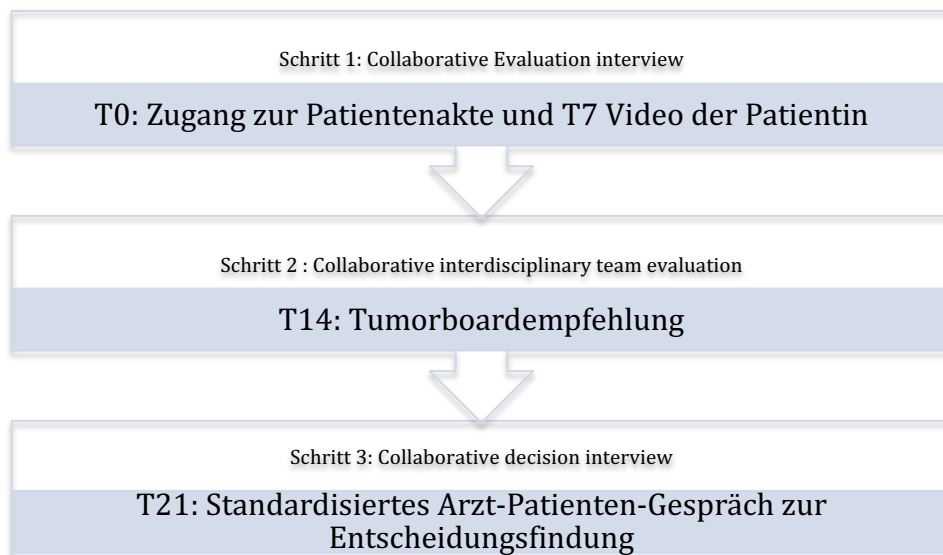 Schritt 1: Collaborative Evaluation interview
T0: Zugang zur Patientenakte und T7 Video der Patientin
Schritt 2 : Collaborative interdisciplinary team evaluation
T14: Tumorboardempfehlung
Schritt 3: Collaborative decision interview
T21: Standardisiertes Arzt-Patienten-Gespräch zur
Entscheidungsfindung